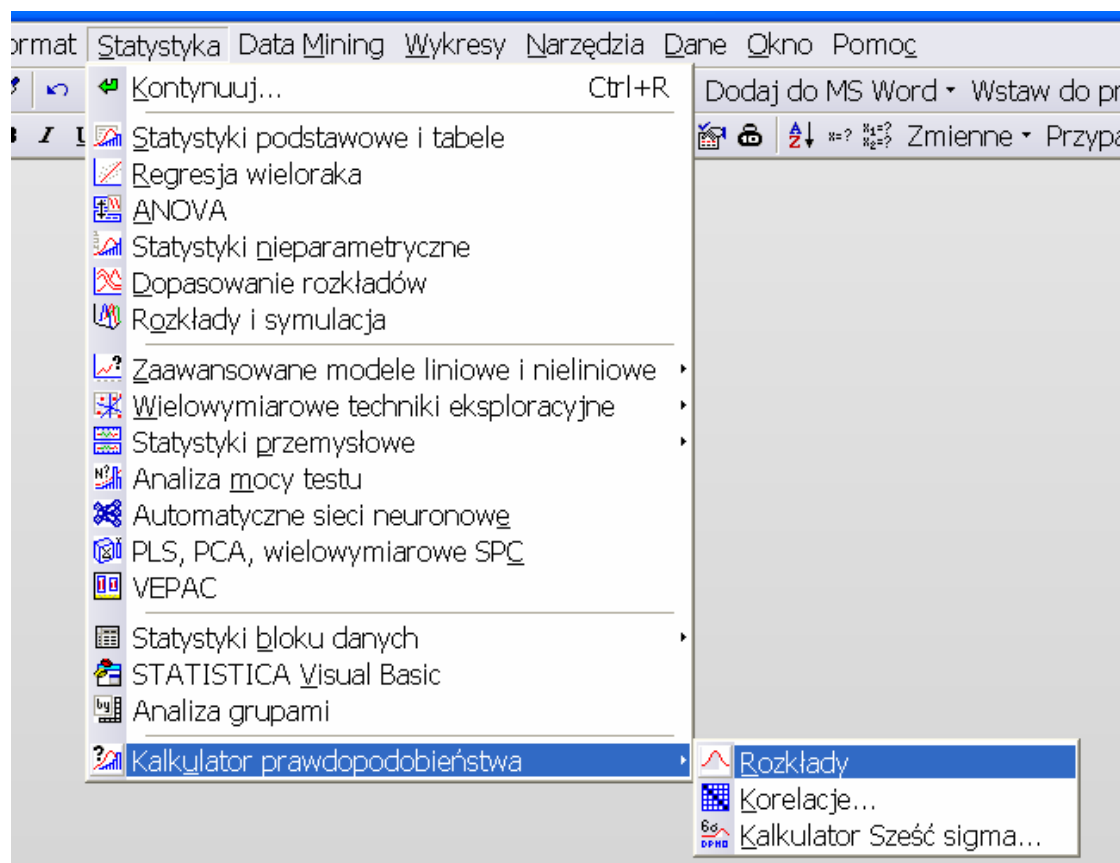 ormat Statystyka Data Mining Wykresy Narzędzia Dane Okno Pomoc
Kontynuuj... Ctrl+R
Dodaj do MS Word Wstaw do pr
I U
Statystyki podstawowe i tabele
x=? x1=? x2=? Zmienne Przypa
Regresja wieloraka
ANOVA
Statystyki nieparametryczne
Dopasowanie rozkładów
Rozkłady i symulacja
Zaawansowane modele liniowe i nieliniowe
Wielowymiarowe techniki eksploracyjne
Statystyki przemysłowe
Analiza mocy testu
Automatyczne sieci neuronowe
PLS, PCA, wielowymiarowe SPC
VEPAC
Statystyki bloku danych
STATISTICA Visual Basic
Analiza grupami
Kalkulator prawdopodobieństwa
Rozkłady
Korelacje...
Kalkulator Sześć sigma...